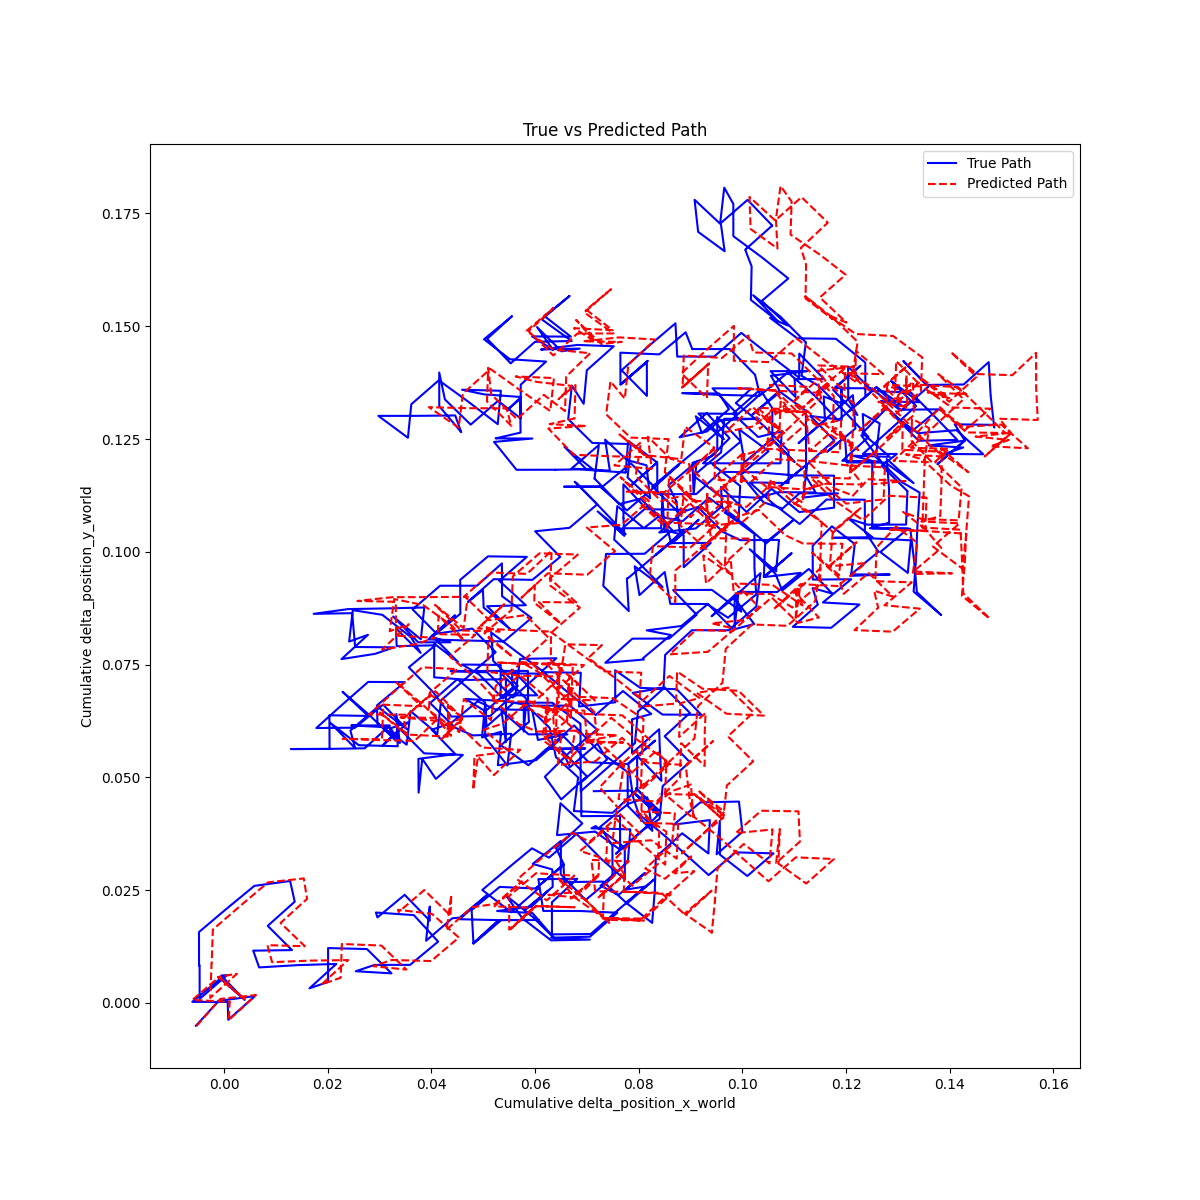 True vs Predicted Path
True Path
Predicted Path
0.175
0.150
0.125
0.100
0.075
0.050
0.025
0.000
Cumulative delta_position_y_world
0.00 0.02 0.04 0.06 0.08 0.10 0.12 0.14 0.16
Cumulative delta_position_x_world